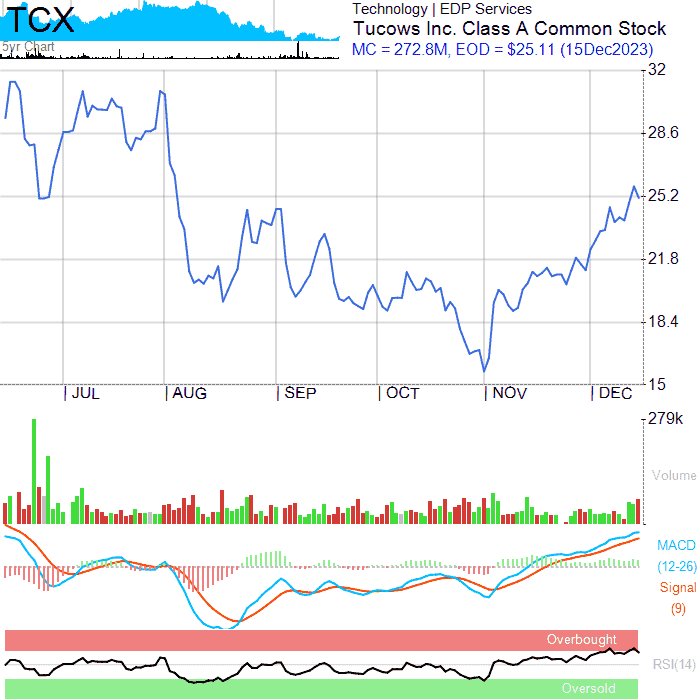 TCX
5yr Chart
Technology | EDP Services
Tucows Inc. Class A Common Stock
MC = 272.8M, EOD = $25.11 (15Dec2023)
32
28.6
25.2
21.8
18.4
15
JUL
AUG
SEP
OCT
NOV
DEC
279k
Volume
MACD
(12-26)
Signal
(9)
Overbought
RSI(14)
Oversold